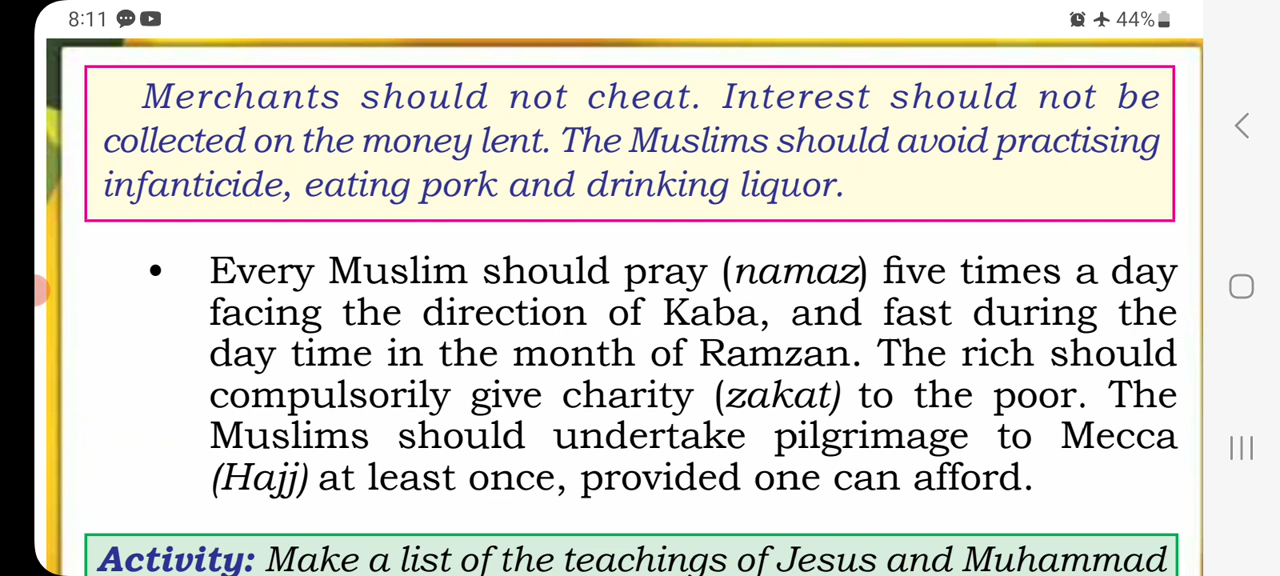 8:11
44%
Merchants should not cheat. Interest should not be
collected on the money lent. The Muslims should avoid practising
infanticide, eating pork and drinking liquor.
• Every Muslim should pray (namaz) five times a day
facing the direction of Kaba, and fast during the
day time in the month of Ramzan. The rich should
compulsorily give charity (zakat) to the poor. The
Muslims should undertake pilgrimage to Mecca
(Hajj) at least once, provided one can afford.
Activity: Make a list of the teachings of Jesus and Muhammad